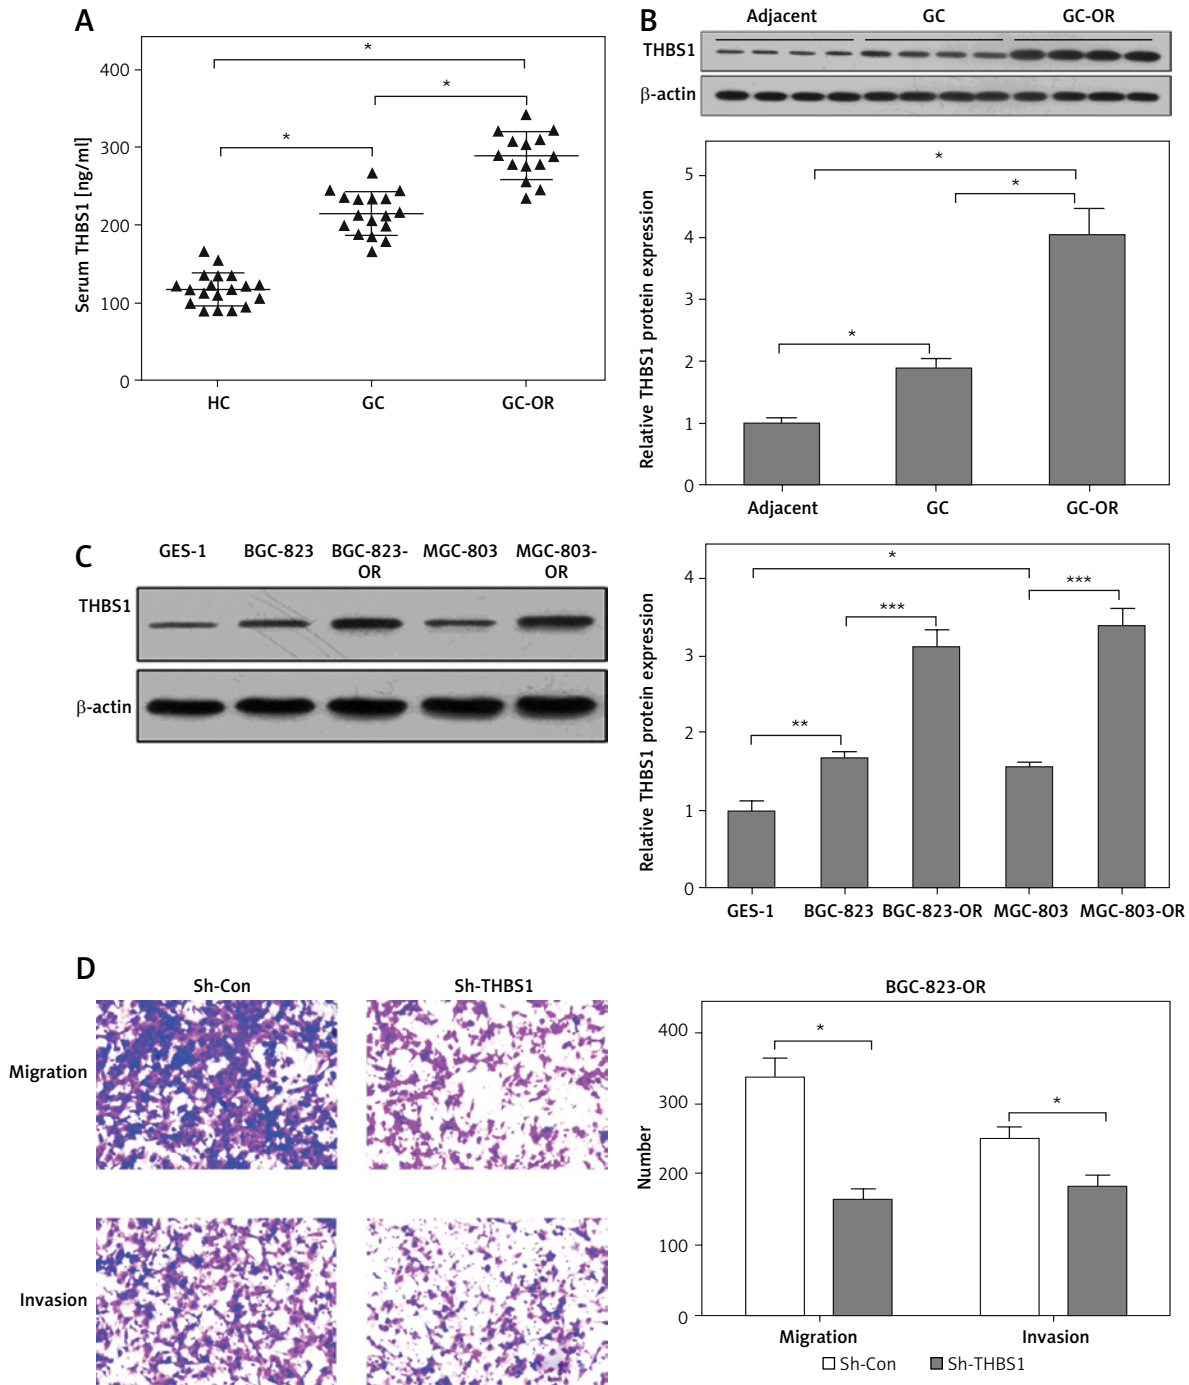 A
Serum THBS1 [ng/ml]
400
300
200
100
0
*
*
*
HC GC GC-OR
B
Adjacent GC GC-OR
THBS1
β-actin
Relative THBS1 protein expression
5
4
3
2
1
0
*
*
*
Adjacent GC GC-OR
C
GES-1 BGC-823 BGC-823-OR MGC-803 MGC-803-OR
THBS1
β-actin
Relative THBS1 protein expression
4
3
2
1
0
*
***
***
**
GES-1 BGC-823 BGC-823-OR MGC-803 MGC-803-OR
D
Sh-Con Sh-THBS1
Migration
Invasion
BGC-823-OR
Number
400
300
200
100
0
*
*
Migration Invasion
Sh-Con Sh-THBS1